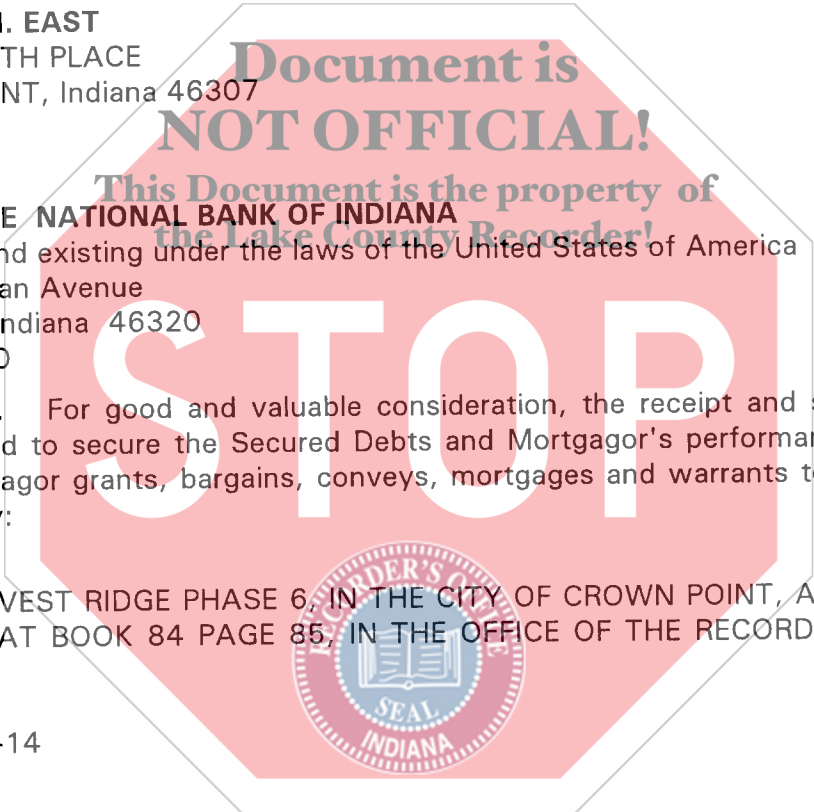 . EAST
TH PLACE
NT, Indiana 46307
Document is
NOT OFFICIAL!
This Document is the property of
the Lake County Recorder!
E NATIONAL BANK OF INDIANA
nd existing under the laws of the United States of America
an Avenue
ndiana 46320
STOP
. For good and valuable consideration, the receipt and s
d to secure the Secured Debts and Mortgagor's performa
agor grants, bargains, conveys, mortgages and warrants t
:
VEST RIDGE PHASE 6, IN THE CITY OF CROWN POINT, A
AT BOOK 84 PAGE 85, IN THE OFFICE OF THE RECORD
RECORDER'S OFFICE
SEAL
INDIANA
-14